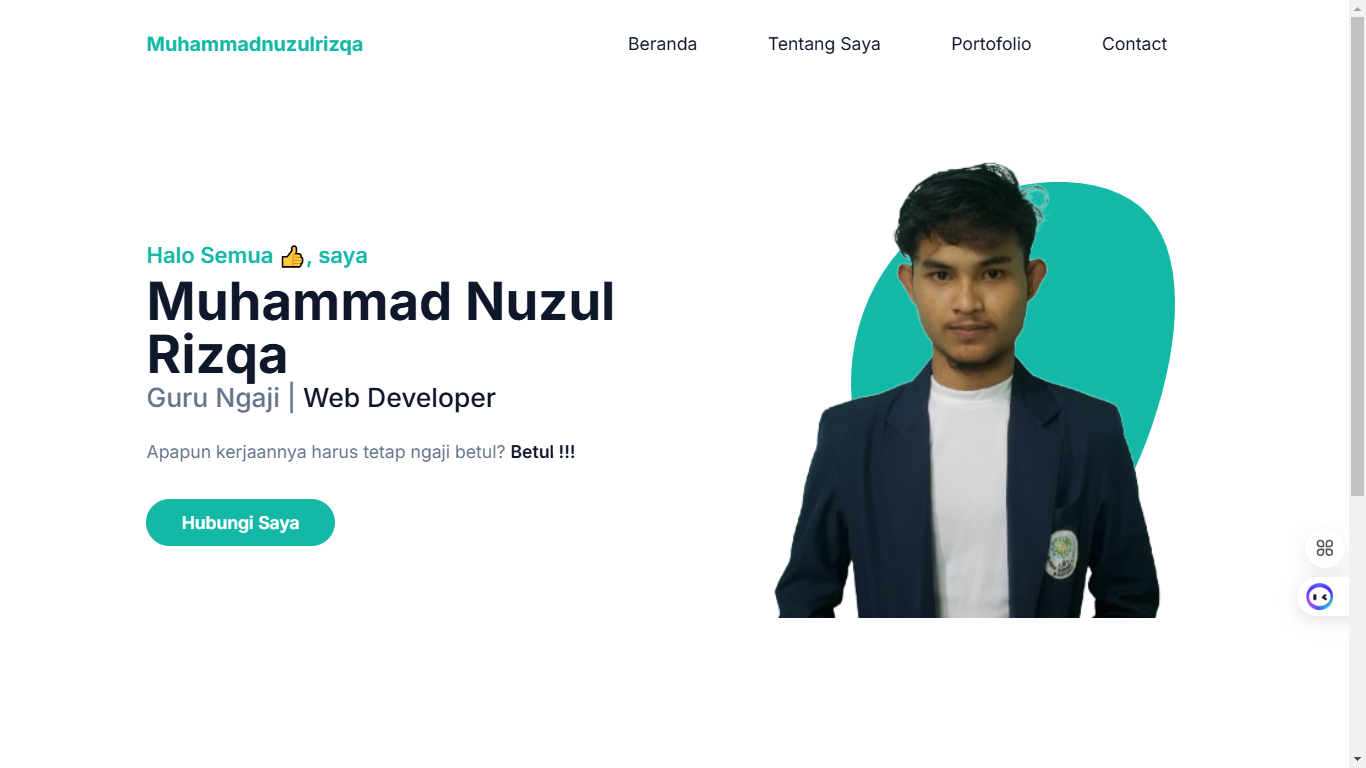 Muhammadnuzulrizqa
Beranda
Tentang Saya
Portofolio
Contact
Halo Semua 👍, saya
Muhammad Nuzul
Rizqa
Guru Ngaji | Web Developer
Apapun kerjaannya harus tetap ngaji betul? Betul !!!
Hubungi Saya